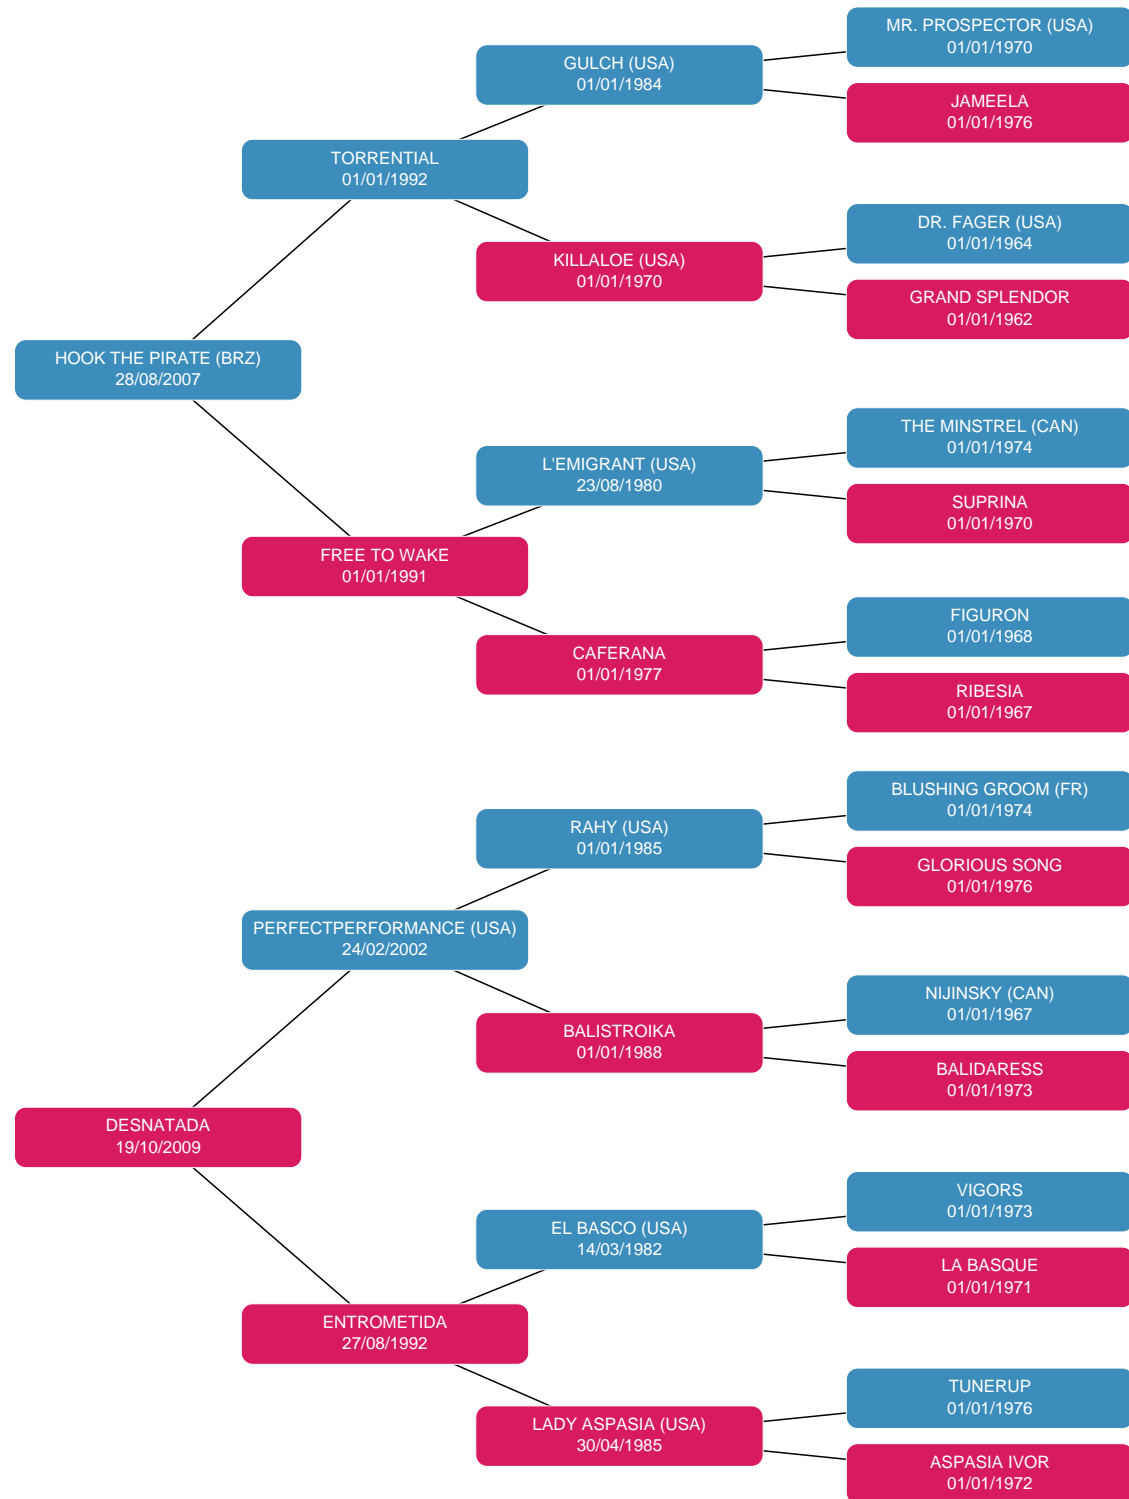 MR. PROSPECTOR (USA)
01/01/1970
GULCH (USA)
01/01/1984
JAMEELA
01/01/1976
TORRENTIAL
01/01/1992
DR. FAGER (USA)
01/01/1964
KILLALOE (USA)
01/01/1970
GRAND SPLENDOR
01/01/1962
HOOK THE PIRATE (BRZ)
28/08/2007
THE MINSTREL (CAN)
01/01/1974
L'EMIGRANT (USA)
23/08/1980
SUPRINA
01/01/1970
FREE TO WAKE
01/01/1991
FIGURON
01/01/1968
CAFERANA
01/01/1977
RIBESIA
01/01/1967
BLUSHING GROOM (FR)
01/01/1974
RAHY (USA)
01/01/1985
GLORIOUS SONG
01/01/1976
PERFECTPERFORMANCE (USA)
24/02/2002
NIJINSKY (CAN)
01/01/1967
BALISTROIKA
01/01/1988
BALIDARESS
01/01/1973
DESNATADA
19/10/2009
VIGORS
01/01/1973
EL BASCO (USA)
14/03/1982
LA BASQUE
01/01/1971
ENTROMETIDA
27/08/1992
TUNERUP
01/01/1976
LADY ASPASIA (USA)
30/04/1985
ASPASIA IVOR
01/01/1972